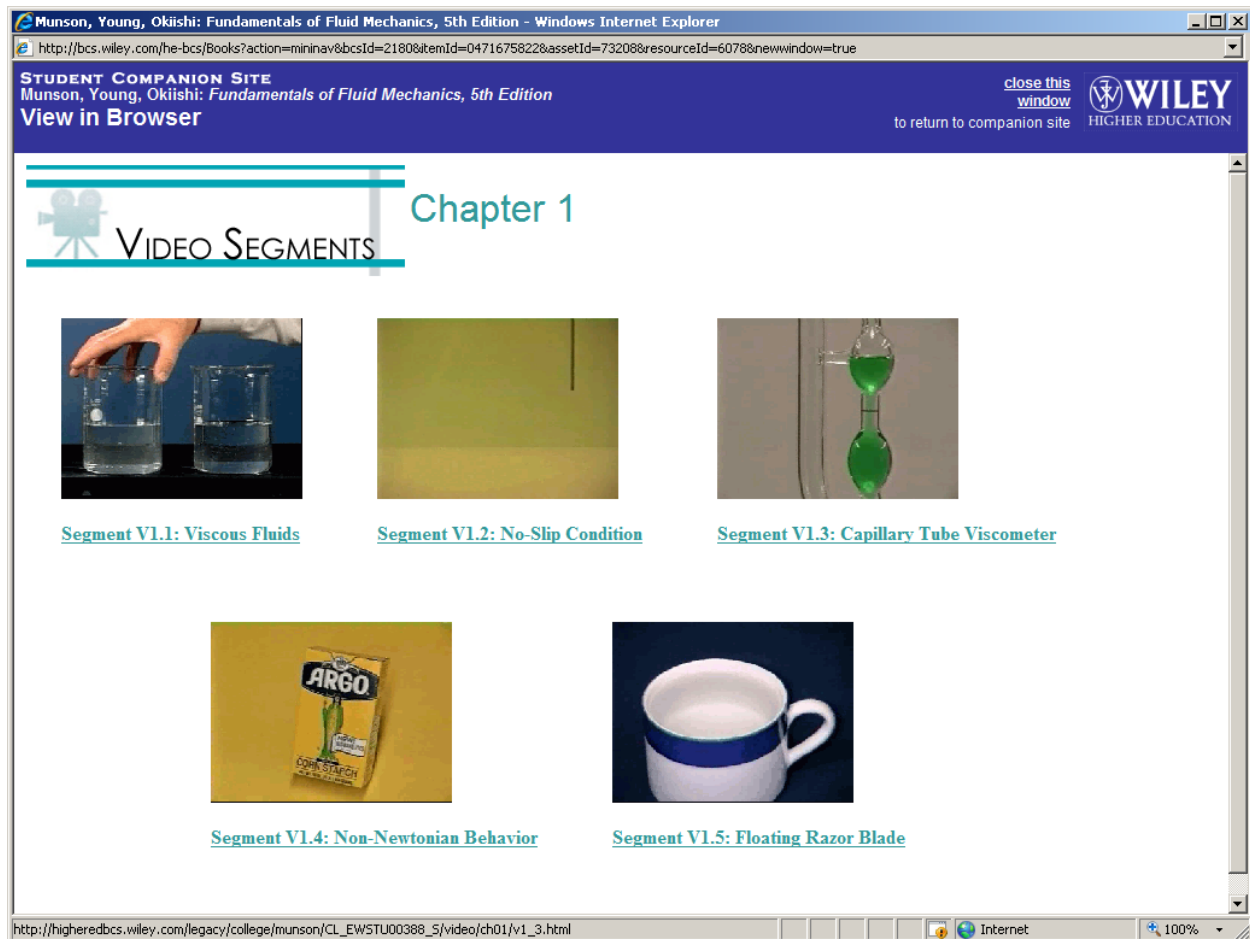 Munson, Young, Okiishi: Fundamentals of Fluid Mechanics, 5th Edition - Windows Internet Explorer
http://bcs.wiley.com/he-bcs/Books?action=mininav&bcsId=2180&itemId=0471675822&assetId=73208&resourceId=6078&newwindow=true
STUDENT COMPANION SITE
Munson, Young, Okiishi: Fundamentals of Fluid Mechanics, 5th Edition
View in Browser
close this
window
to return to companion site
WILEY
HIGHER EDUCATION
VIDEO SEGMENTS
Chapter 1
Segment V1.1: Viscous Fluids
Segment V1.2: No-Slip Condition
Segment V1.3: Capillary Tube Viscometer
ARGO
CORN STARCH
Segment V1.4: Non-Newtonian Behavior
Segment V1.5: Floating Razor Blade
http://higheredbcs.wiley.com/legacy/college/munson/CL_EWSTU00388_S/video/ch01/v1_3.html
Internet
100%